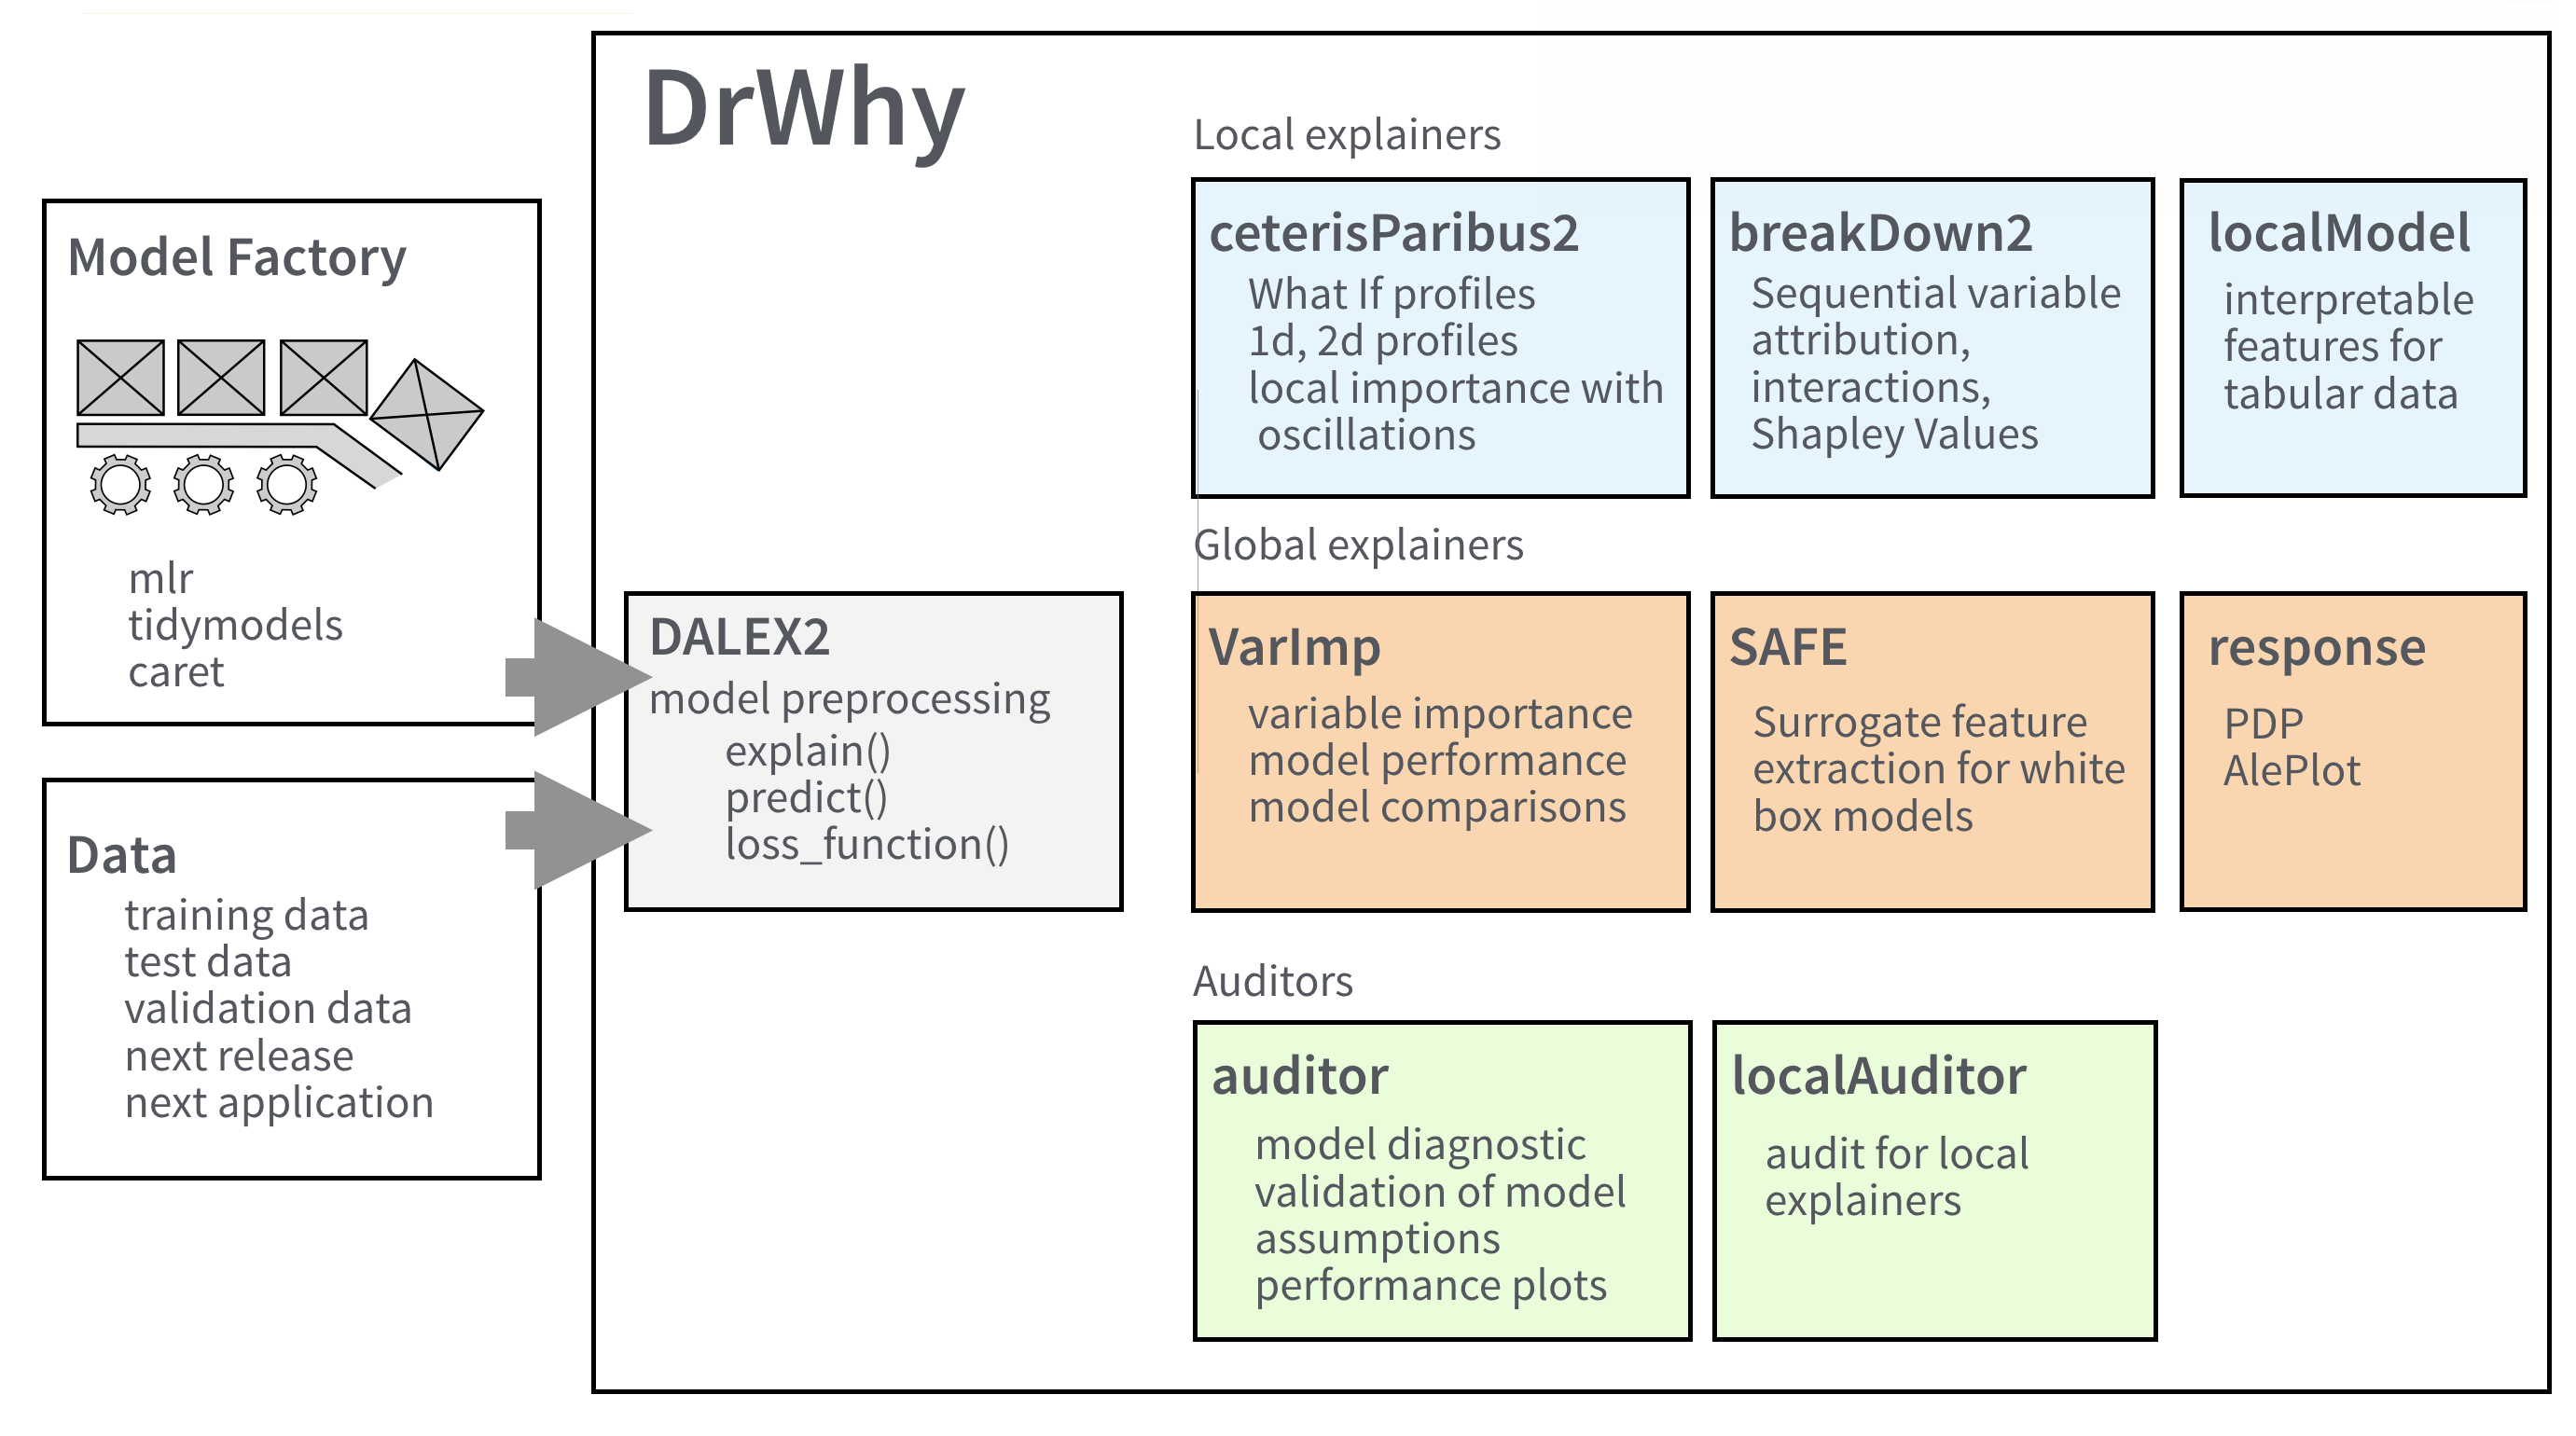 DrWhy
Model Factory
mlr
tidymodels
caret
Data
training data
test data
validation data
next release
next application
DALEX2
model preprocessing
explain()
predict()
loss_function()
Local explainers
ceterisParibus2
What If profiles
1d, 2d profiles
local importance with
oscillations
breakDown2
Sequential variable
attribution,
interactions,
Shapley Values
localModel
interpretable
features for
tabular data
Global explainers
VarImp
variable importance
model performance
model comparisons
SAFE
Surrogate feature
extraction for white
box models
response
PDP
AlePlot
Auditors
auditor
model diagnostic
validation of model
assumptions
performance plots
localAuditor
audit for local
explainers